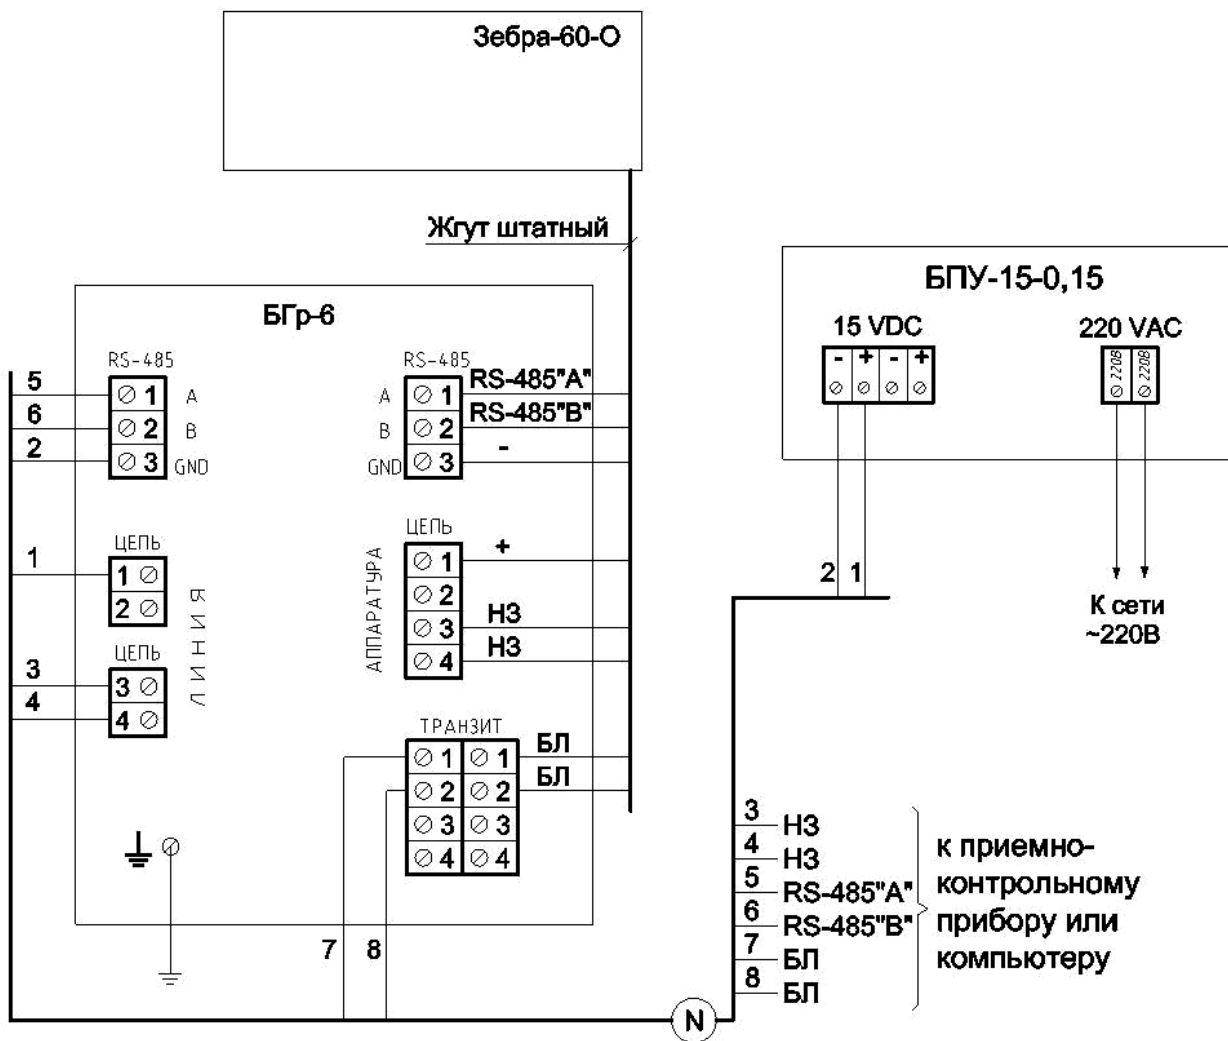 Зебра-60-О
Жгут штатный
БГр-6
RS-485
5
1
A
6
2
B
2
3
GND
ЦЕПЬ
1
1
2
ЦЕПЬ
3
3
4
4
ЛИНИЯ
RS-485
A
1
RS-485"A"
B
2
RS-485"B"
GND
3
-
ЦЕПЬ
1
+
2
3
НЗ
4
НЗ
АППАРАТУРА
ТРАНЗИТ
1
1
БЛ
2
2
БЛ
3
3
4
4
7
8
N
БПУ-15-0,15
15 VDC
- + - +
220 VAC
220В
220В
2
1
К сети
~220В
3
НЗ
4
НЗ
5
RS-485"A"
6
RS-485"B"
7
БЛ
8
БЛ
к приемно-
контрольному
прибору или
компьютеру